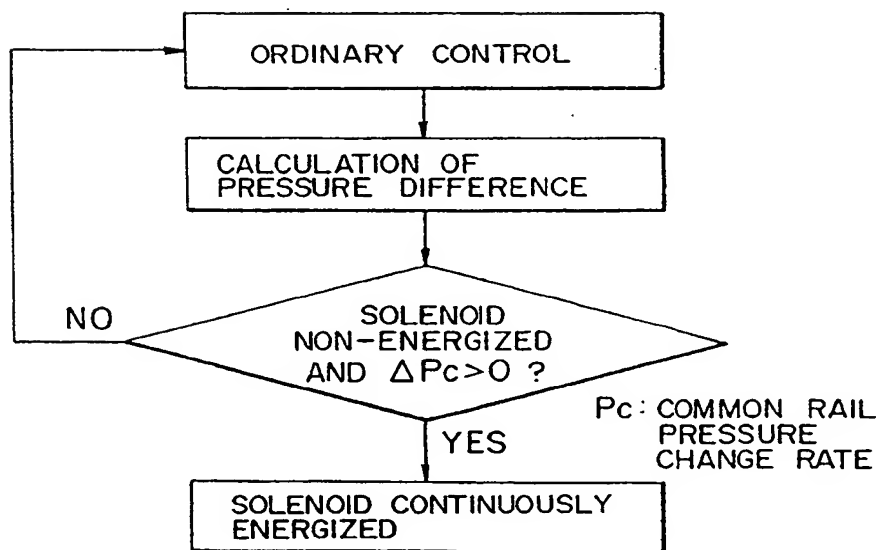 ORDINARY CONTROL
CALCULATION OF
PRESSURE DIFFERENCE
SOLENOID
NON-ENERGIZED
AND ΔPc>0 ?
NO
YES
Pc: COMMON RAIL
PRESSURE
CHANGE RATE
SOLENOID CONTINUOUSLY
ENERGIZED